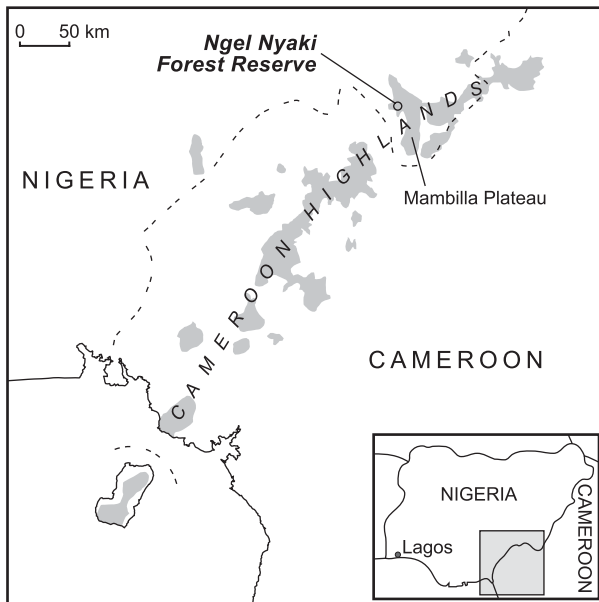 0 50 km
Ngel Nyaki
Forest Reserve
NIGERIA
CAMEROON HIGHLANDS
Mambilla Plateau
CAMEROON
NIGERIA
CAMEROON
Lagos